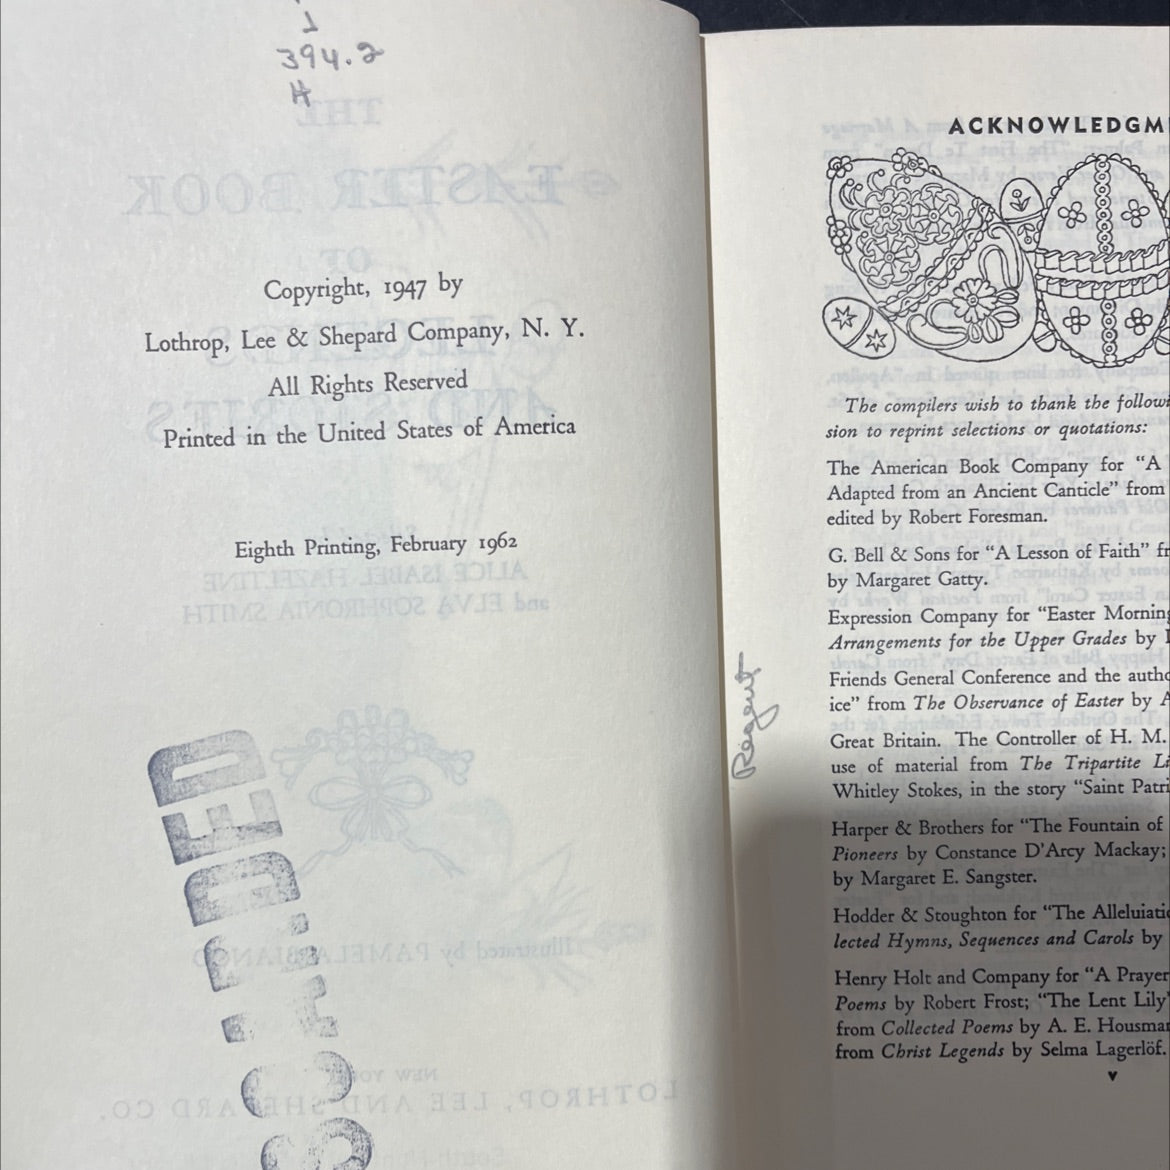 J
394.2
H
Copyright, 1947 by
Lothrop, Lee & Shepard Company, N. Y.
All Rights Reserved
Printed in the United States of America
Eighth Printing, February 1962
ACKNOWLEDGM
The compilers wish to thank the followi
sion to reprint selections or quotations:
The American Book Company for “A
Adapted from an Ancient Canticle” from
edited by Robert Foresman.
G. Bell & Sons for “A Lesson of Faith” fr
by Margaret Gatty.
Expression Company for “Easter Morning
Arrangements for the Upper Grades by
Friends General Conference and the autho
ice” from The Observance of Easter by A
Great Britain. The Controller of H. M.
use of material from The Tripartite Li
Whitley Stokes, in the story “Saint Patri
Harper & Brothers for “The Fountain of
Pioneers by Constance D'Arcy Mackay;
by Margaret E. Sangster.
Hodder & Stoughton for “The Alleluiatic
lected Hymns, Sequences and Carols by
Henry Holt and Company for “A Prayer
Poems by Robert Frost; “The Lent Lily”
from Collected Poems by A. E. Housman
from Christ Legends by Selma Lagerlöf.
Regent